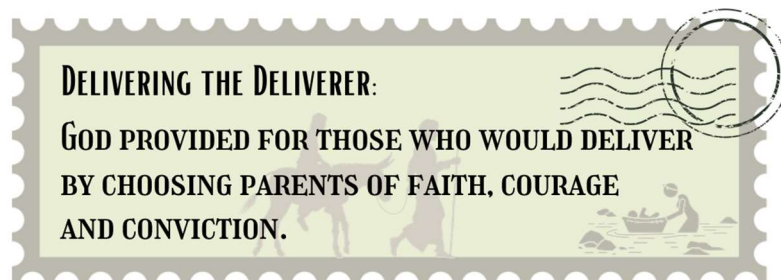 Delivering the Deliverer:
God provided for those who would deliver
by choosing parents of faith, courage
and conviction.